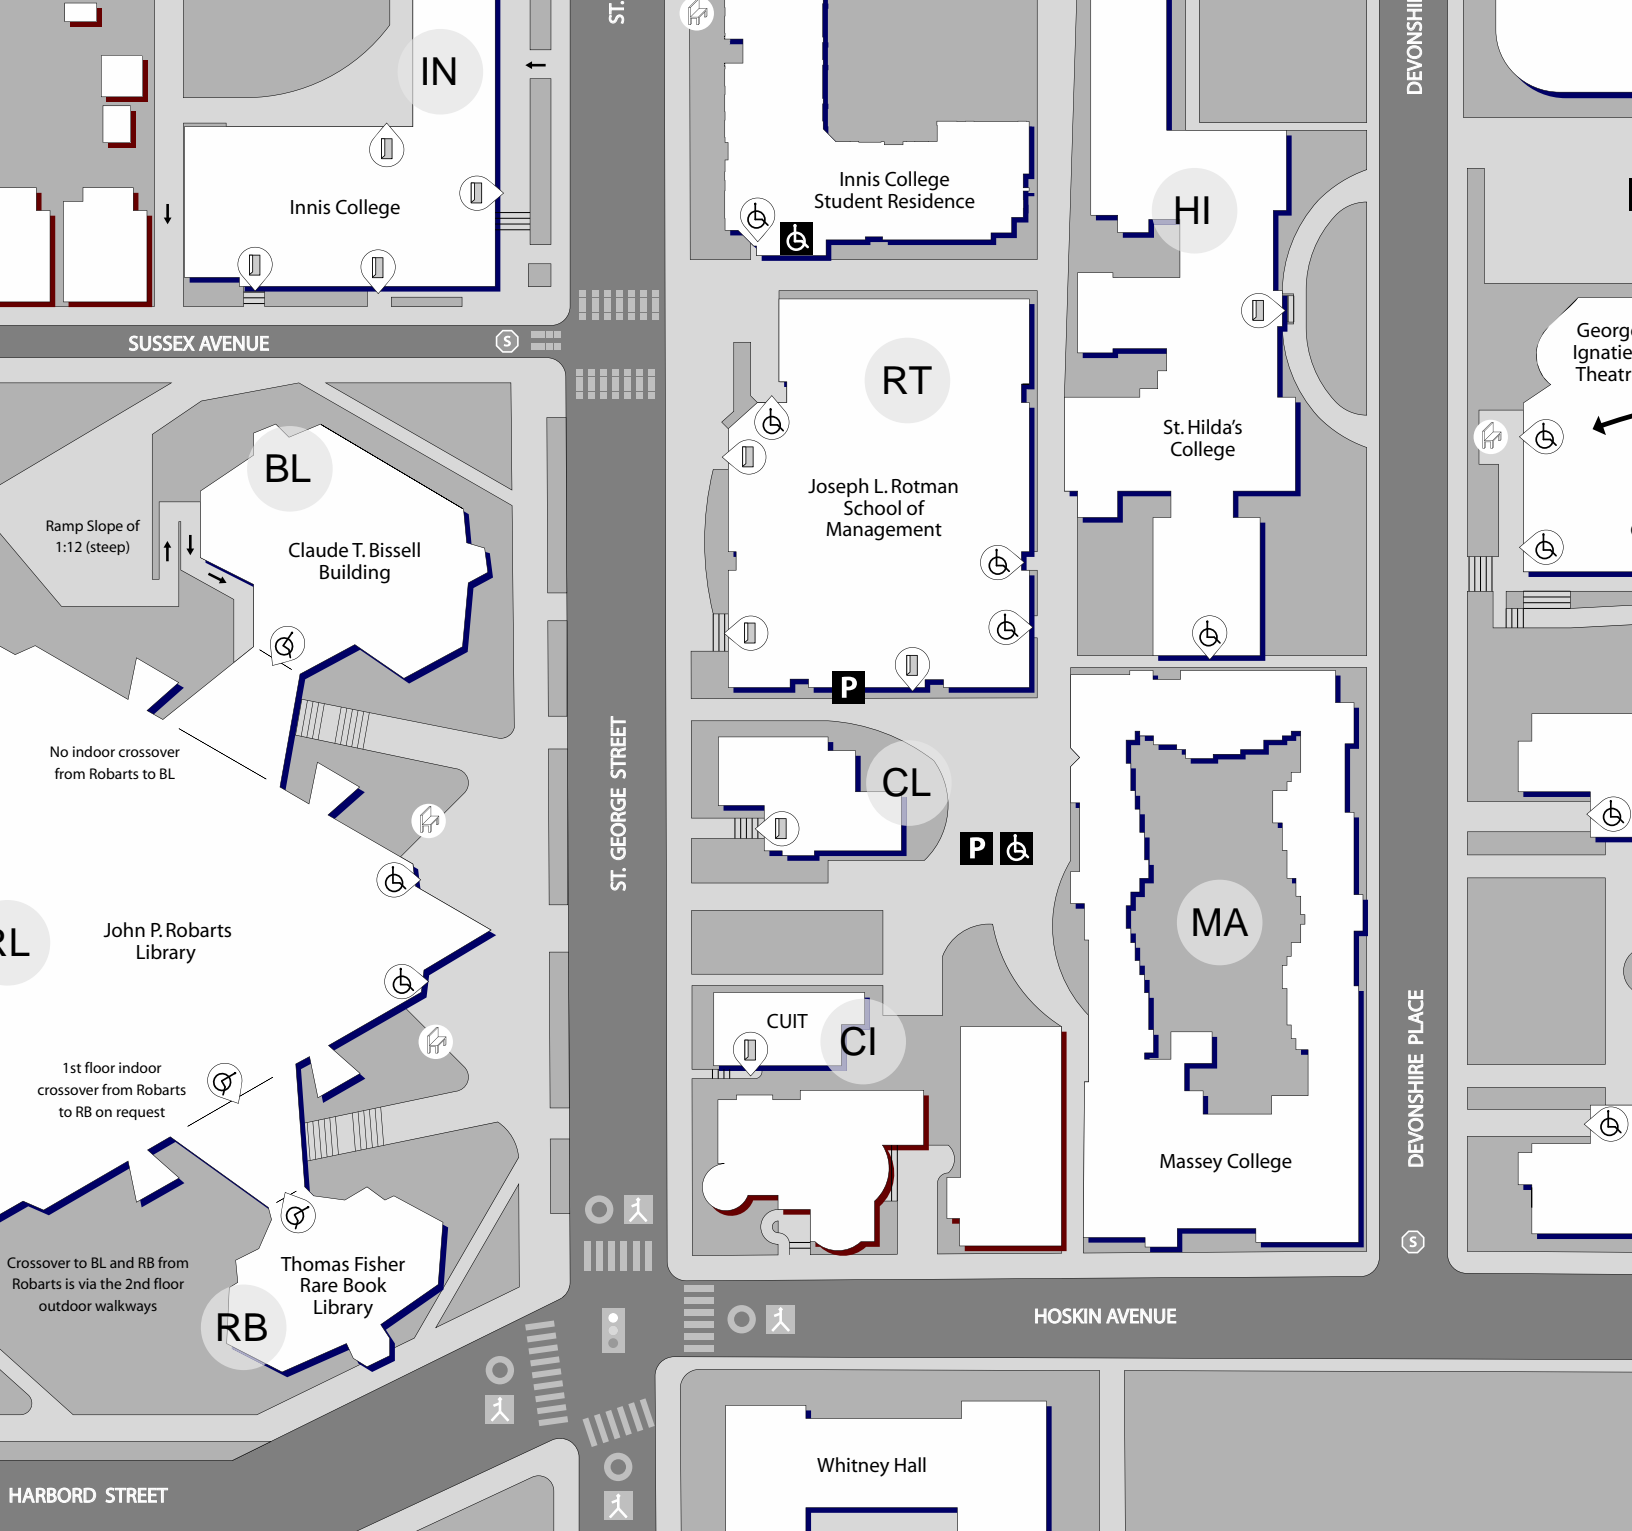 ST.
DEVONSHI
IN
Innis College
Innis College
Student Residence
HI
SUSSEX AVENUE
S
George
Ignatie
Theatr
RT
St. Hilda's
College
BL
Joseph L. Rotman
School of
Management
Ramp Slope of
1:12 (steep)
Claude T. Bissell
Building
P
No indoor crossover
from Robarts to BL
ST. GEORGE STREET
CL
P
RL
John P. Robarts
Library
MA
CUIT
CI
1st floor indoor
crossover from Robarts
to RB on request
DEVONSHIRE PLACE
Massey College
S
Crossover to BL and RB from
Robarts is via the 2nd floor
outdoor walkways
Thomas Fisher
Rare Book
Library
RB
HOSKIN AVENUE
Whitney Hall
HARBORD STREET